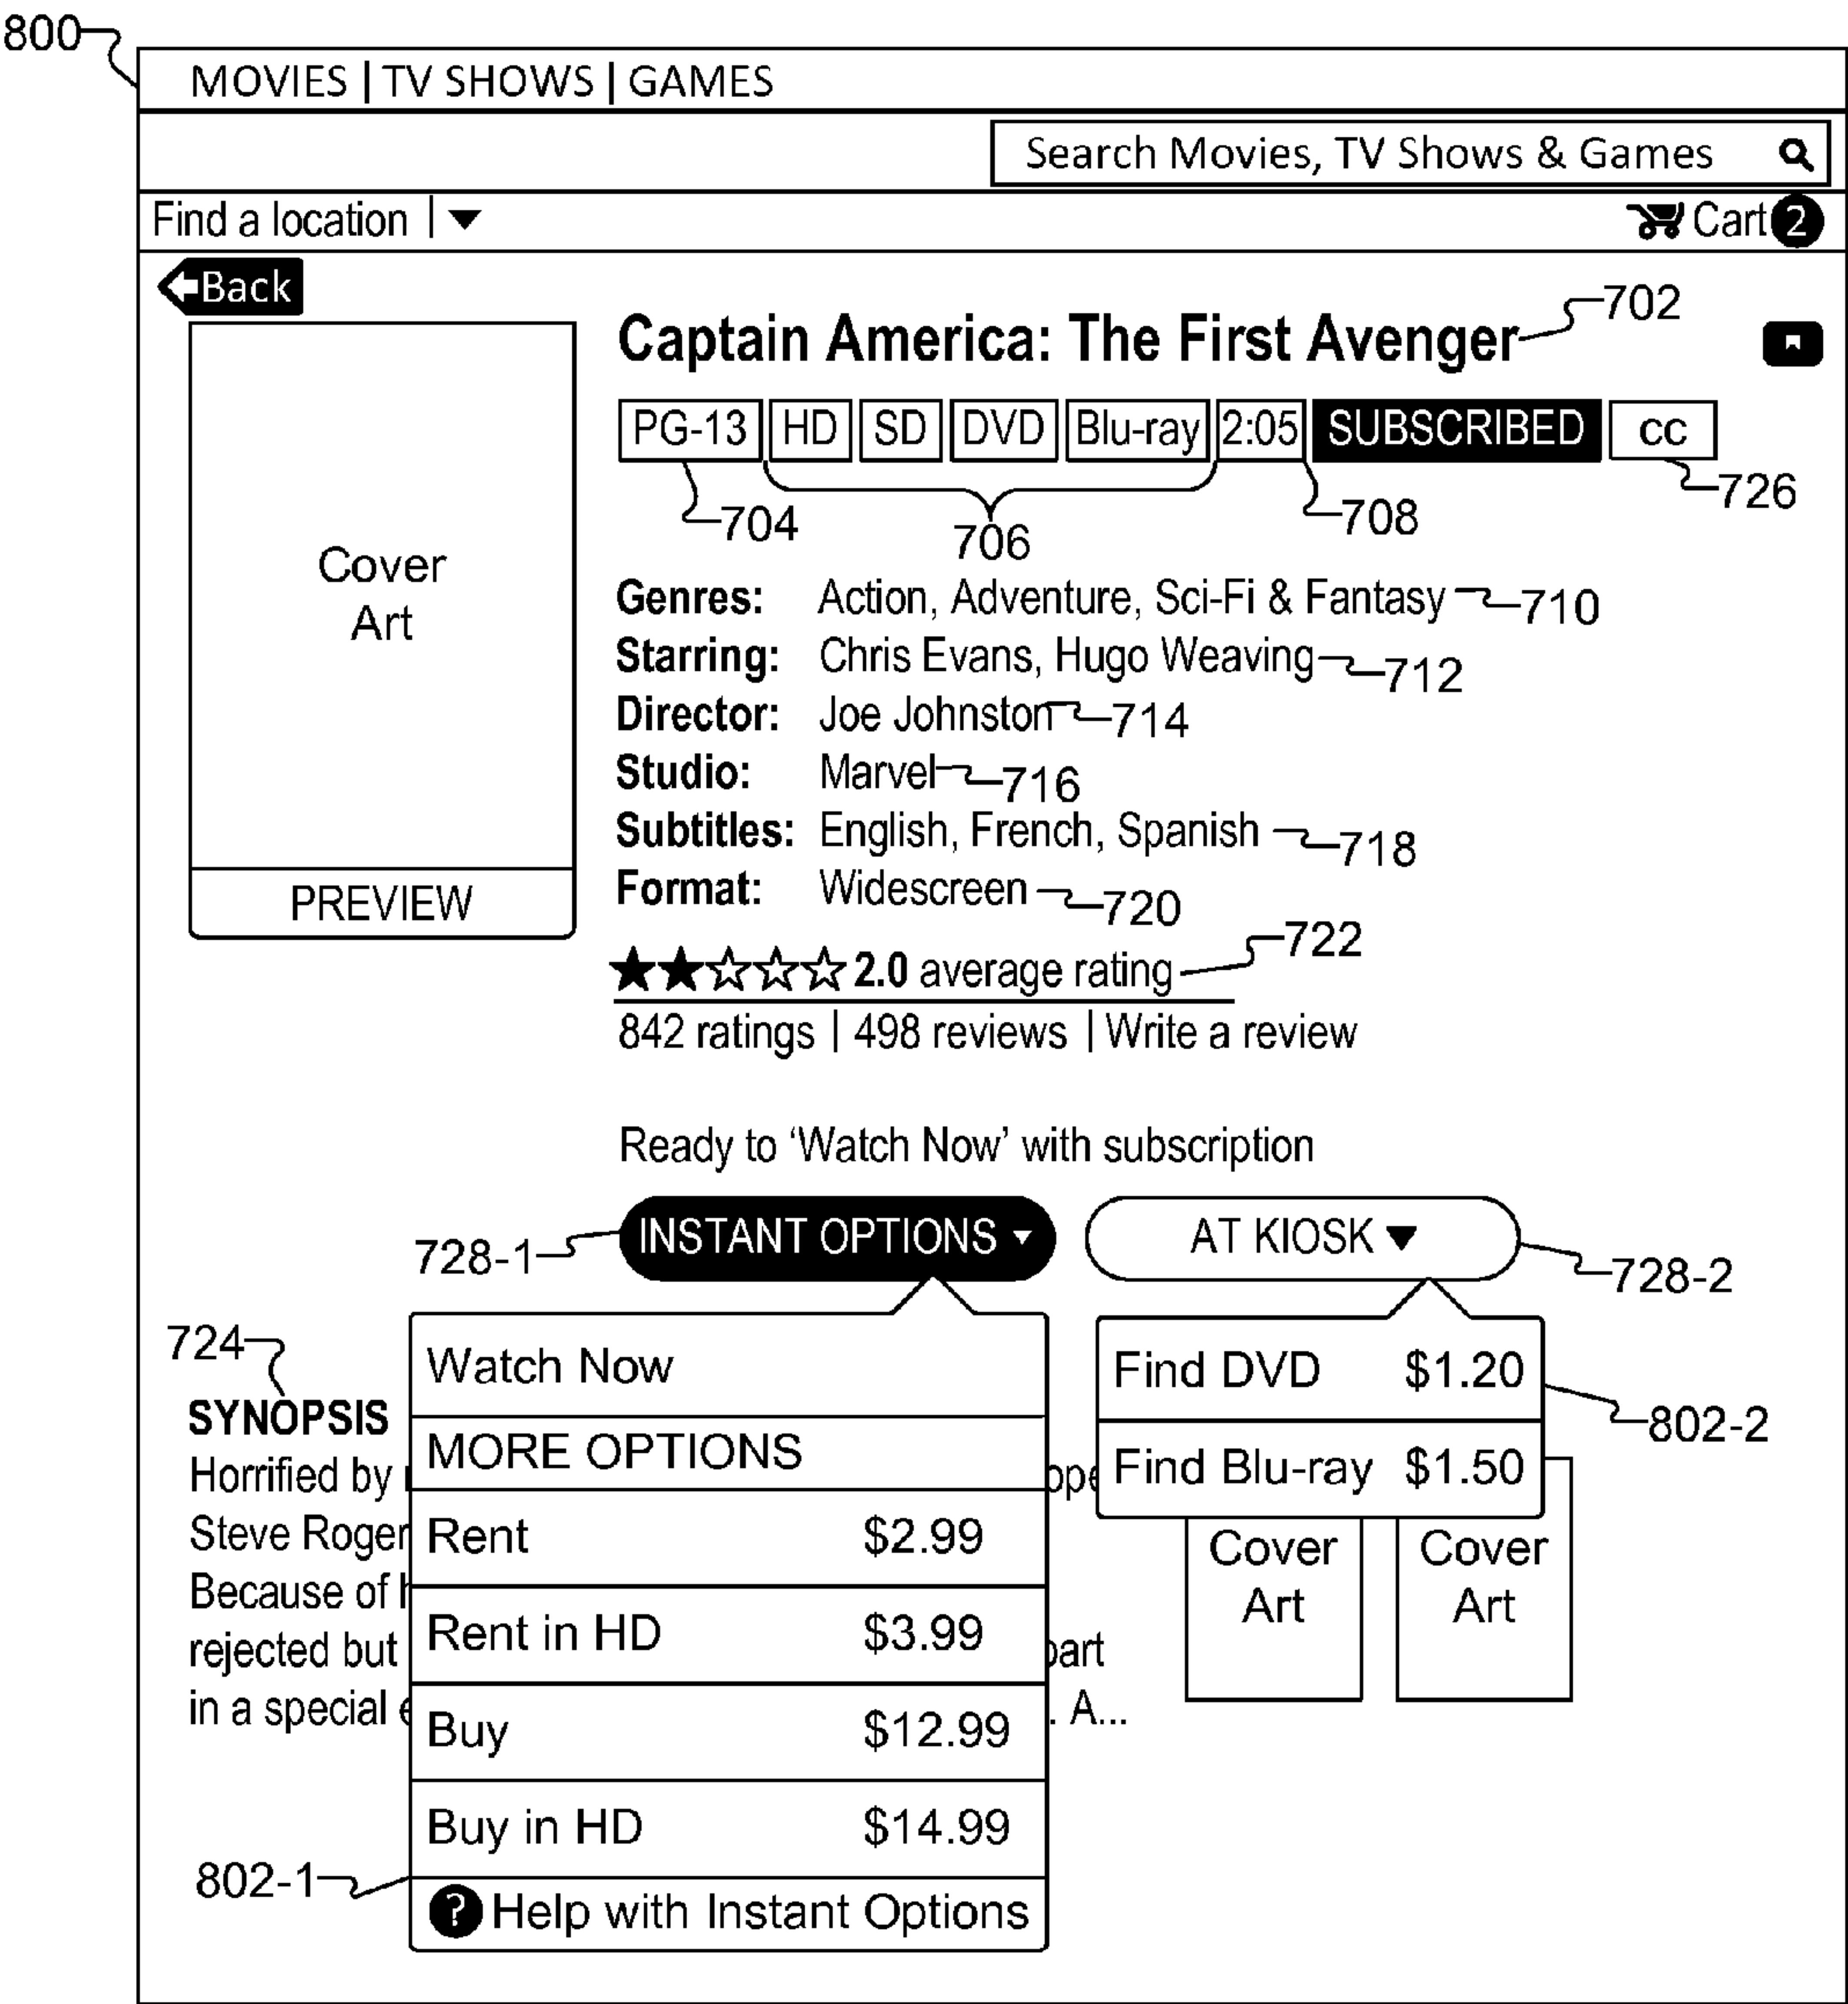 800
MOVIES | TV SHOWS | GAMES
Search Movies, TV Shows & Games
Find a location
Cart 2
Back
Captain America: The First Avenger 702
PG-13 HD SD DVD Blu-ray 2:05 SUBSCRIBED CC
704 706 708 726
Cover
Art
PREVIEW
Genres: Action, Adventure, Sci-Fi & Fantasy 710
Starring: Chris Evans, Hugo Weaving 712
Director: Joe Johnston 714
Studio: Marvel 716
Subtitles: English, French, Spanish 718
Format: Widescreen 720
2.0 average rating 722
842 ratings | 498 reviews | Write a review
Ready to ‘Watch Now’ with subscription
728-1 INSTANT OPTIONS AT KIOSK 728-2
724
SYNOPSIS
Horrified by
Steve Roger
Because of
rejected but part
in a special . A...
Watch Now
MORE OPTIONS
Rent $2.99
Rent in HD $3.99
Buy $12.99
Buy in HD $14.99
? Help with Instant Options
802-1
Find DVD $1.20
Find Blu-ray $1.50
802-2
Cover
Art
Cover
Art